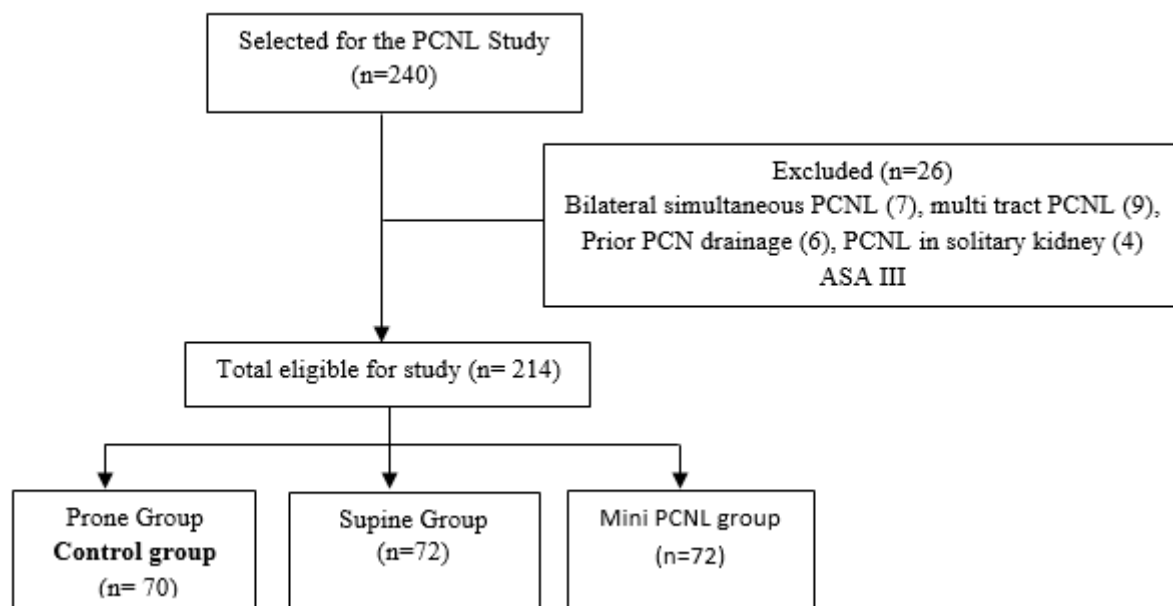 Selected for the PCNL Study
(n=240)
Excluded (n=26)
Bilateral simultaneous PCNL (7), multi tract PCNL (9),
Prior PCN drainage (6), PCNL in solitary kidney (4)
ASA III
Total eligible for study (n= 214)
Prone Group
Control group
(n= 70)
Supine Group
(n=72)
Mini PCNL group
(n=72)